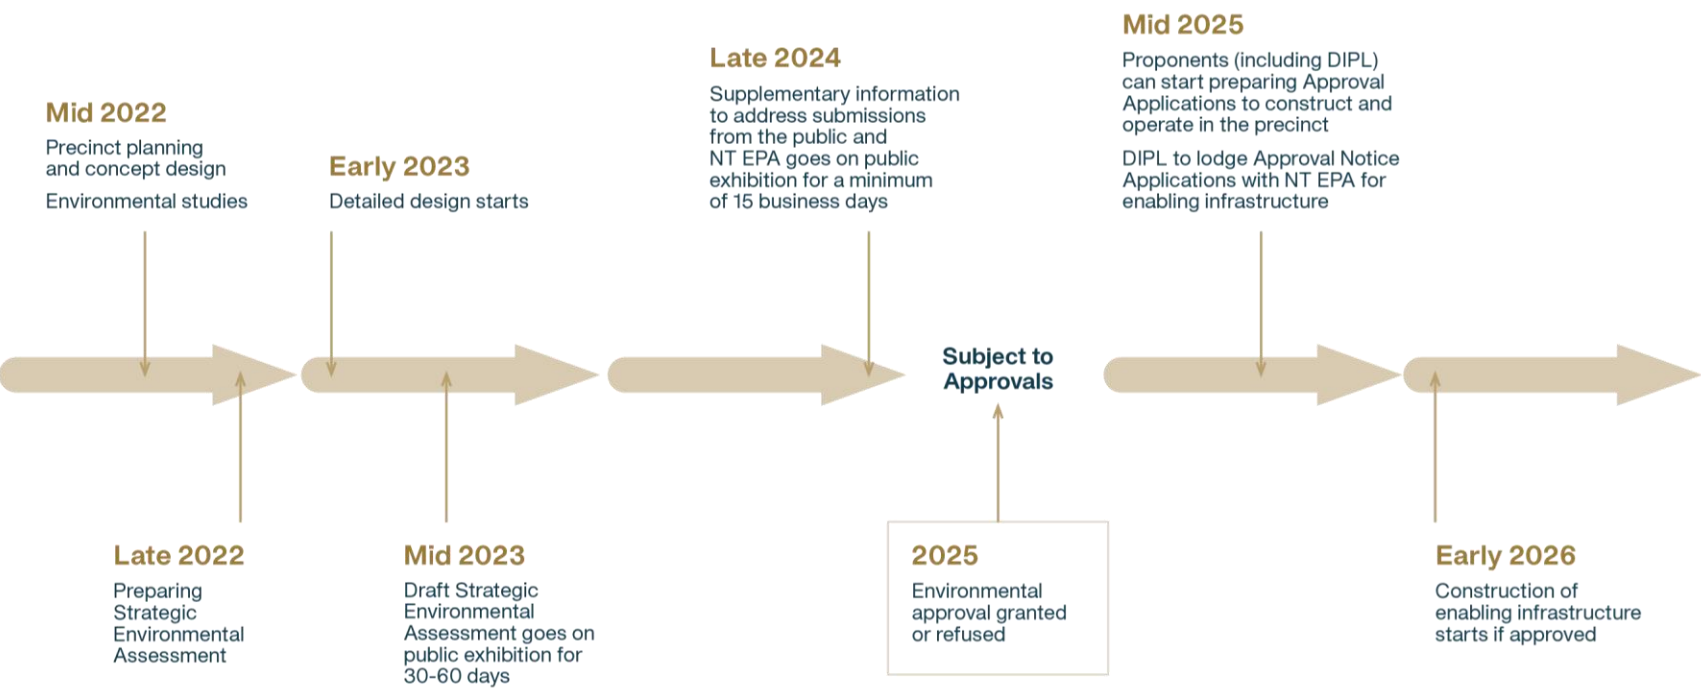 Mid 2022
Precinct planning
and concept design
Environmental studies
Late 2022
Preparing
Strategic
Environmental
Assessment
Early 2023
Detailed design starts
Mid 2023
Draft Strategic
Environmental
Assessment goes on
public exhibition for
30-60 days
Late 2024
Supplementary information
to address submissions
from the public and
NT EPA goes on public
exhibition for a minimum
of 15 business days
Subject to
Approvals
2025
Environmental
approval granted
or refused
Mid 2025
Proponents (including DIPL)
can start preparing Approval
Applications to construct and
operate in the precinct
DIPL to lodge Approval Notice
Applications with NT EPA for
enabling infrastructure
Early 2026
Construction of
enabling infrastructure
starts if approved